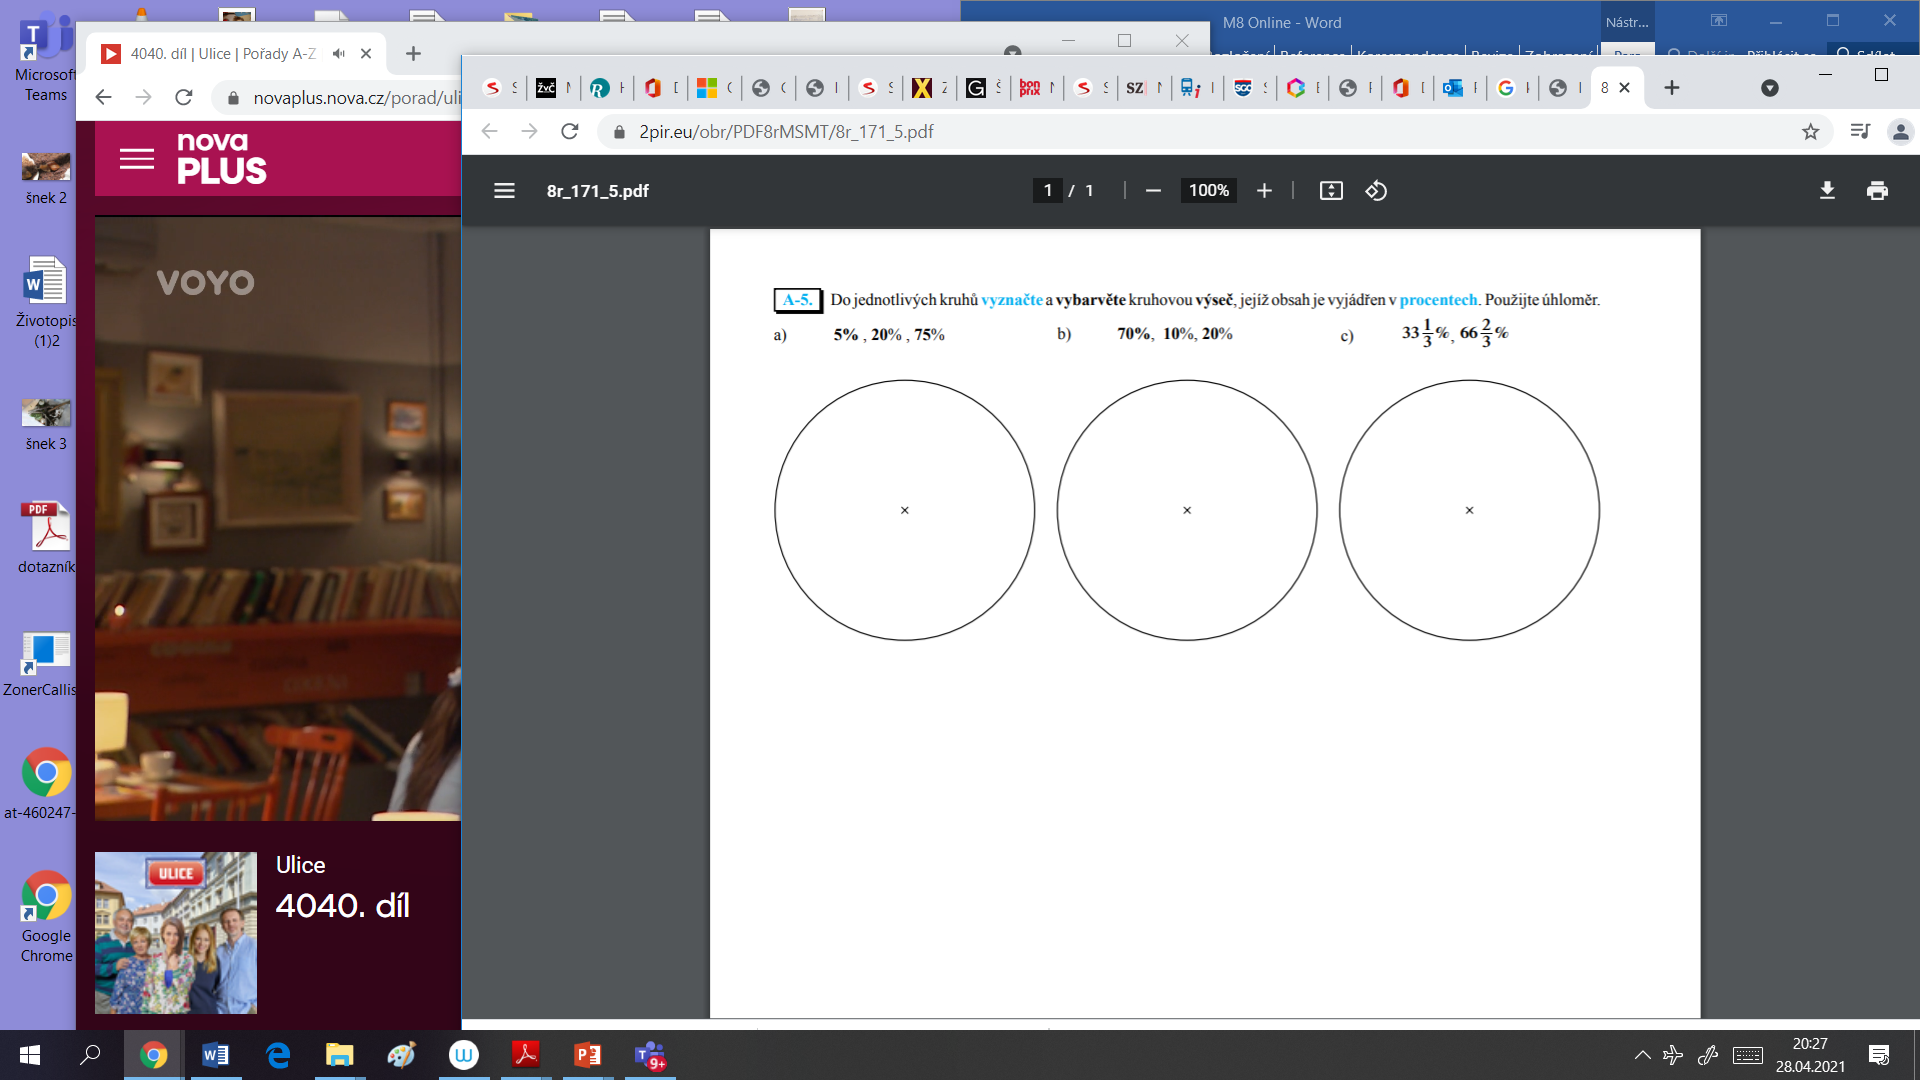 M8 Online - Word
Nástr...
4040. díl | Ulice | Pořady A-Z
novaplus.nova.cz/porad/uli
2pir.eu/obr/PDF8rMSMT/8r_171_5.pdf
8r_171_5.pdf
1 / 1
100%
nova
PLUS
VOYO
A-5. Do jednotlivých kruhů vyznačte a vybarvěte kruhovou výseč, jejíž obsah je vyjádřen v procentech. Použijte úhloměr.
a) 5% , 20% , 75% b) 70%, 10%, 20% c) 33 1/3 %, 66 2/3 %
×
×
×
Microsoft
Teams
šnek 2
Životopis
(1)2
šnek 3
PDF
dotazník
ZonerCallis
at-460247-
Google
Chrome
ULICE
Ulice
4040. díl
9+
20:27
28.04.2021